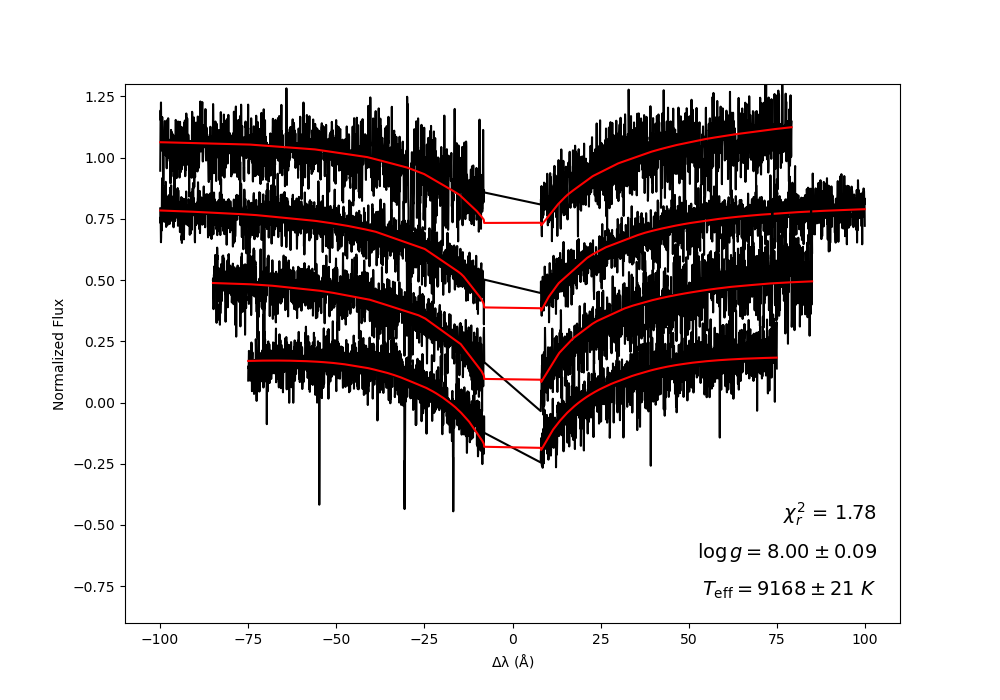 1.25
1.00
0.75
0.50
0.25
0.00
−0.25
−0.50
−0.75
Normalized Flux
χ²ᵣ = 1.78
log g = 8.00 ± 0.09
T_eff = 9168 ± 21 K
−100 −75 −50 −25 0 25 50 75 100
Δλ (Å)